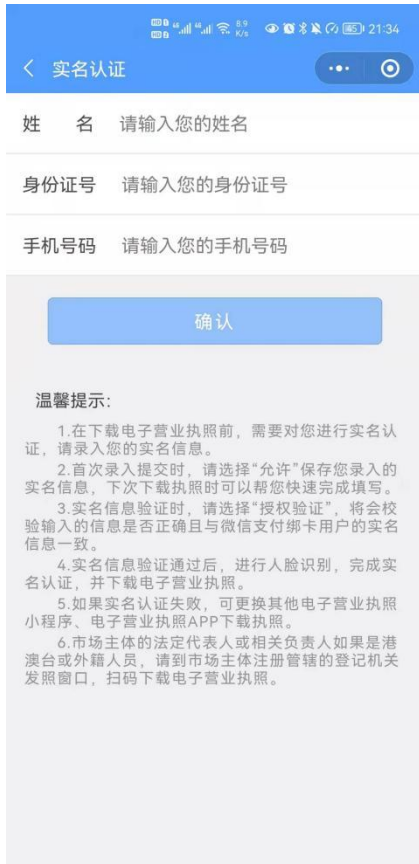 HD 46 46 8.9 K/s 85 21:34
实名认证
姓 名 请输入您的姓名
身份证号 请输入您的身份证号
手机号码 请输入您的手机号码
确认
温馨提示:
1.在下载电子营业执照前，需要对您进行实名认
证，请录入您的实名信息。
2.首次录入提交时，请选择“允许”保存您录入的
实名信息，下次下载执照时可以帮您快速完成填写。
3.实名信息验证时，请选择“授权验证”，将会校
验输入的信息是否正确且与微信支付绑卡用户的实名
信息一致。
4.实名信息验证通过后，进行人脸识别，完成实
名认证，并下载电子营业执照。
5.如果实名认证失败，可更换其他电子营业执照
小程序、电子营业执照APP下载执照。
6.市场主体的法定代表人或相关负责人如果是港
澳台或外籍人员，请到市场主体注册管辖的登记机关
发照窗口，扫码下载电子营业执照。